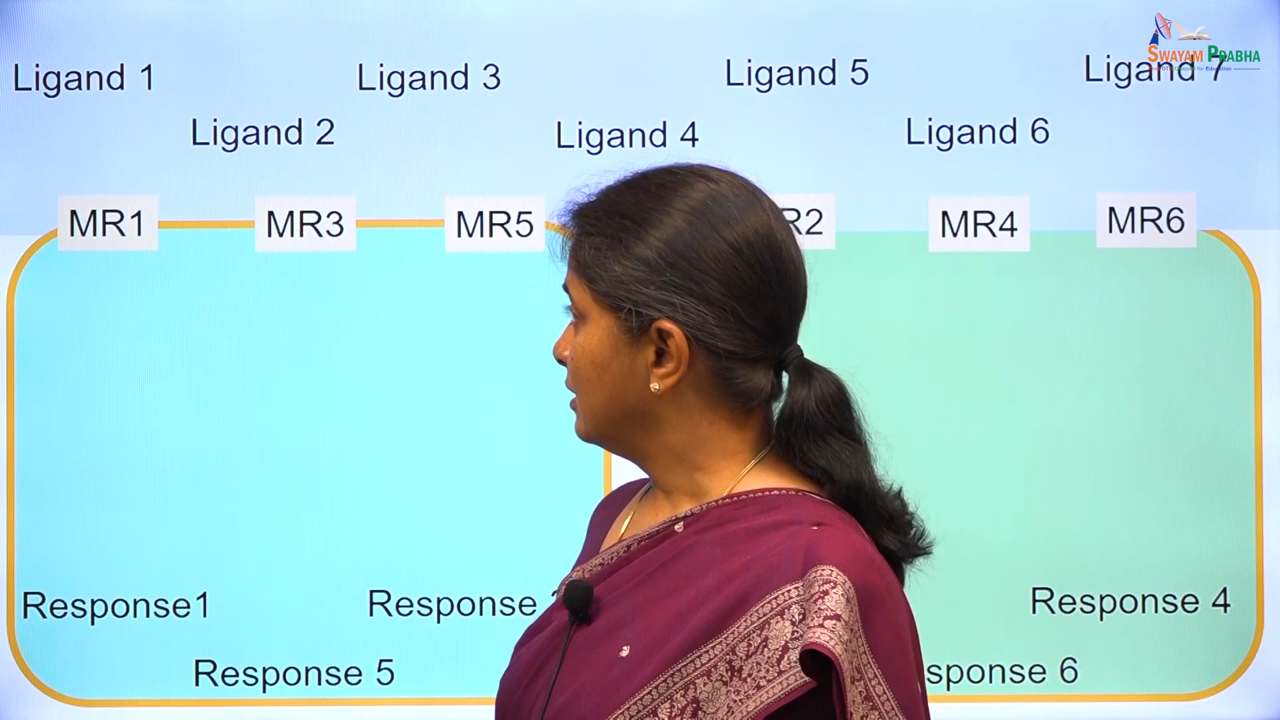 SWAYAM PRABHA
Ligand 1
Ligand 3
Ligand 5
Ligand 7
Ligand 2
Ligand 4
Ligand 6
MR1
MR3
MR5
R2
MR4
MR6
Response1
Response
Response 4
Response 5
sponse 6